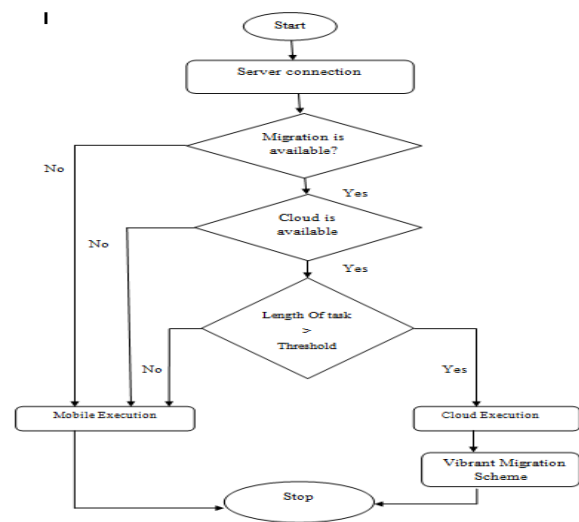 I
Start
Server connection
Migration is
available?
No
Yes
Cloud is
available
No
Yes
Length Of task
>
Threshold
No
Yes
Mobile Execution
Cloud Execution
Vibrant Migration
Scheme
Stop